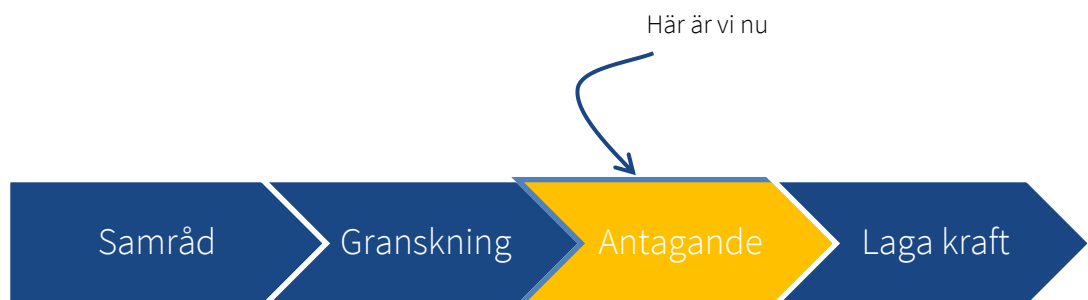 Här är vi nu
Samråd
Granskning
Antagande
Laga kraft